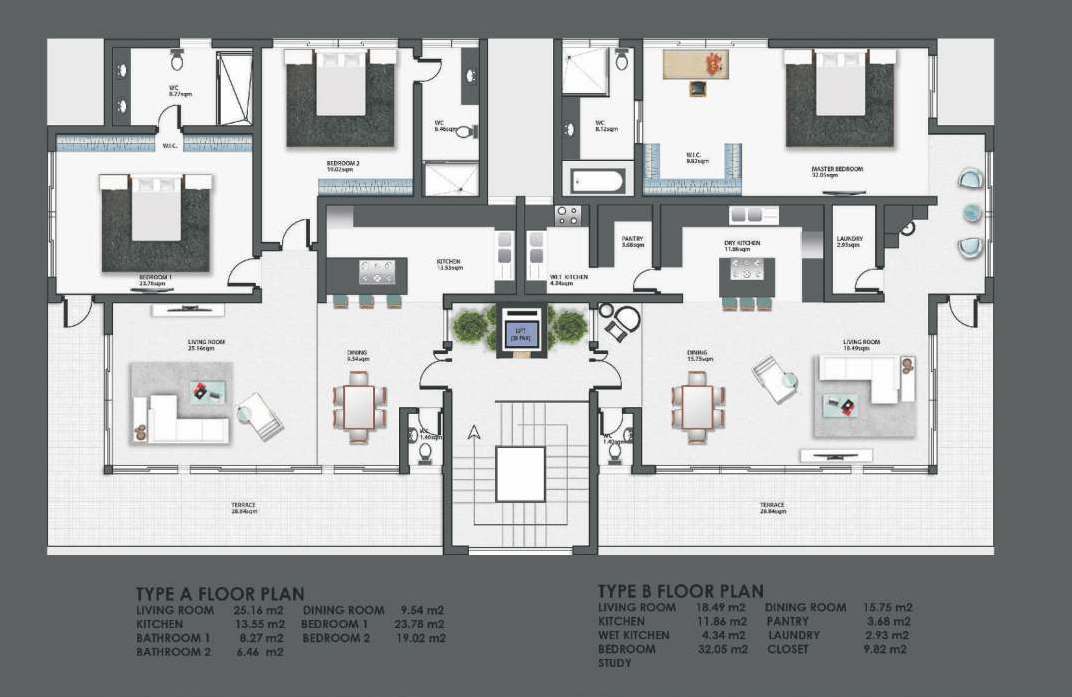 WC
8.27sqm
W.I.C.
BEDROOM 2
19.02sqm
WC
6.46sqm
BEDROOM 1
23.78sqm
KITCHEN
13.55sqm
LIVING ROOM
25.16sqm
DINING
9.54sqm
W.C
1.40sqm
TERRACE
28.84sqm
LIFT
WC
8.12sqm
W.I.C.
9.82sqm
MASTER BEDROOM
32.05sqm
PANTRY
3.68sqm
WET KITCHEN
4.34sqm
DRY KITCHEN
11.86sqm
LAUNDRY
2.93sqm
DINING
15.75sqm
LIVING ROOM
18.49sqm
WC
1.40sqm
TERRACE
28.84sqm
TYPE A FLOOR PLAN
LIVING ROOM 25.16 m2 DINING ROOM 9.54 m2
KITCHEN 13.55 m2 BEDROOM 1 23.78 m2
BATHROOM 1 8.27 m2 BEDROOM 2 19.02 m2
BATHROOM 2 6.46 m2
TYPE B FLOOR PLAN
LIVING ROOM 18.49 m2 DINING ROOM 15.75 m2
KITCHEN 11.86 m2 PANTRY 3.68 m2
WET KITCHEN 4.34 m2 LAUNDRY 2.93 m2
BEDROOM 32.05 m2 CLOSET 9.82 m2
STUDY